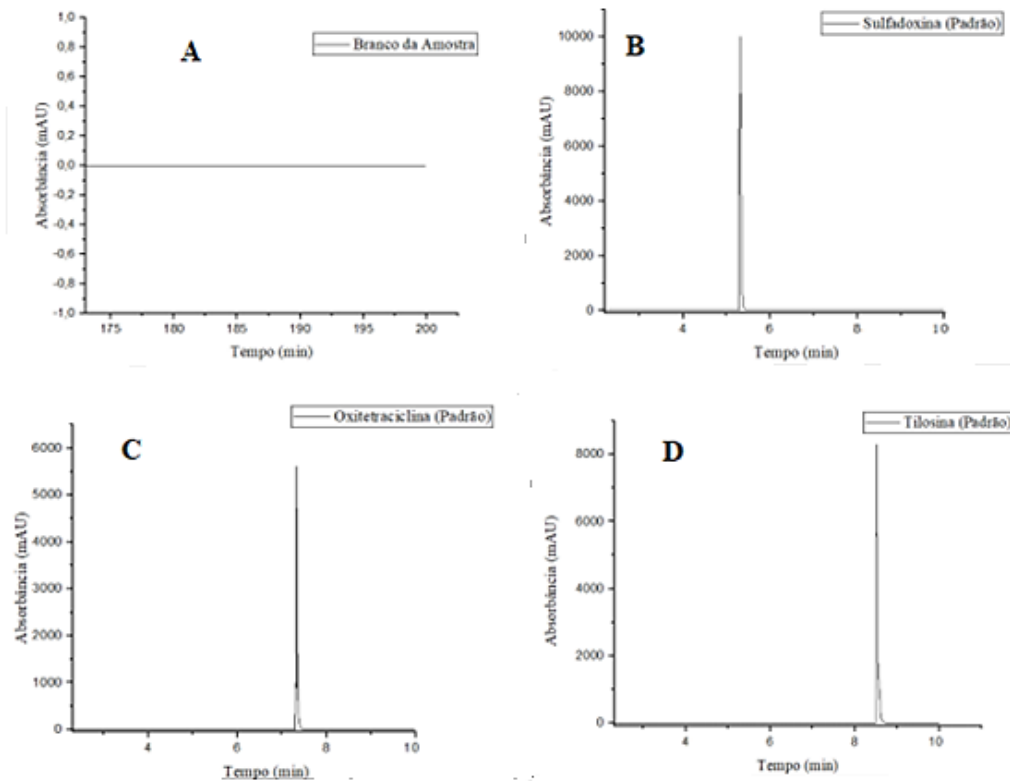 A
Branco da Amostra
1,0
0,8
0,6
0,4
0,2
0,0
-0,2
-0,4
-0,6
-0,8
-1,0
Absorbância (mAU)
175 180 185 190 195 200
Tempo (min)
B
Sulfadoxina (Padrão)
10000
8000
6000
4000
2000
0
Absorbância (mAU)
4 6 8 10
Tempo (min)
C
Oxitetraciclina (Padrão)
6000
5000
4000
3000
2000
1000
0
Absorbância (mAU)
4 6 8 10
Tempo (min)
D
Tilosina (Padrão)
8000
6000
4000
2000
0
Absorbância (mAU)
4 6 8 10
Tempo (min)